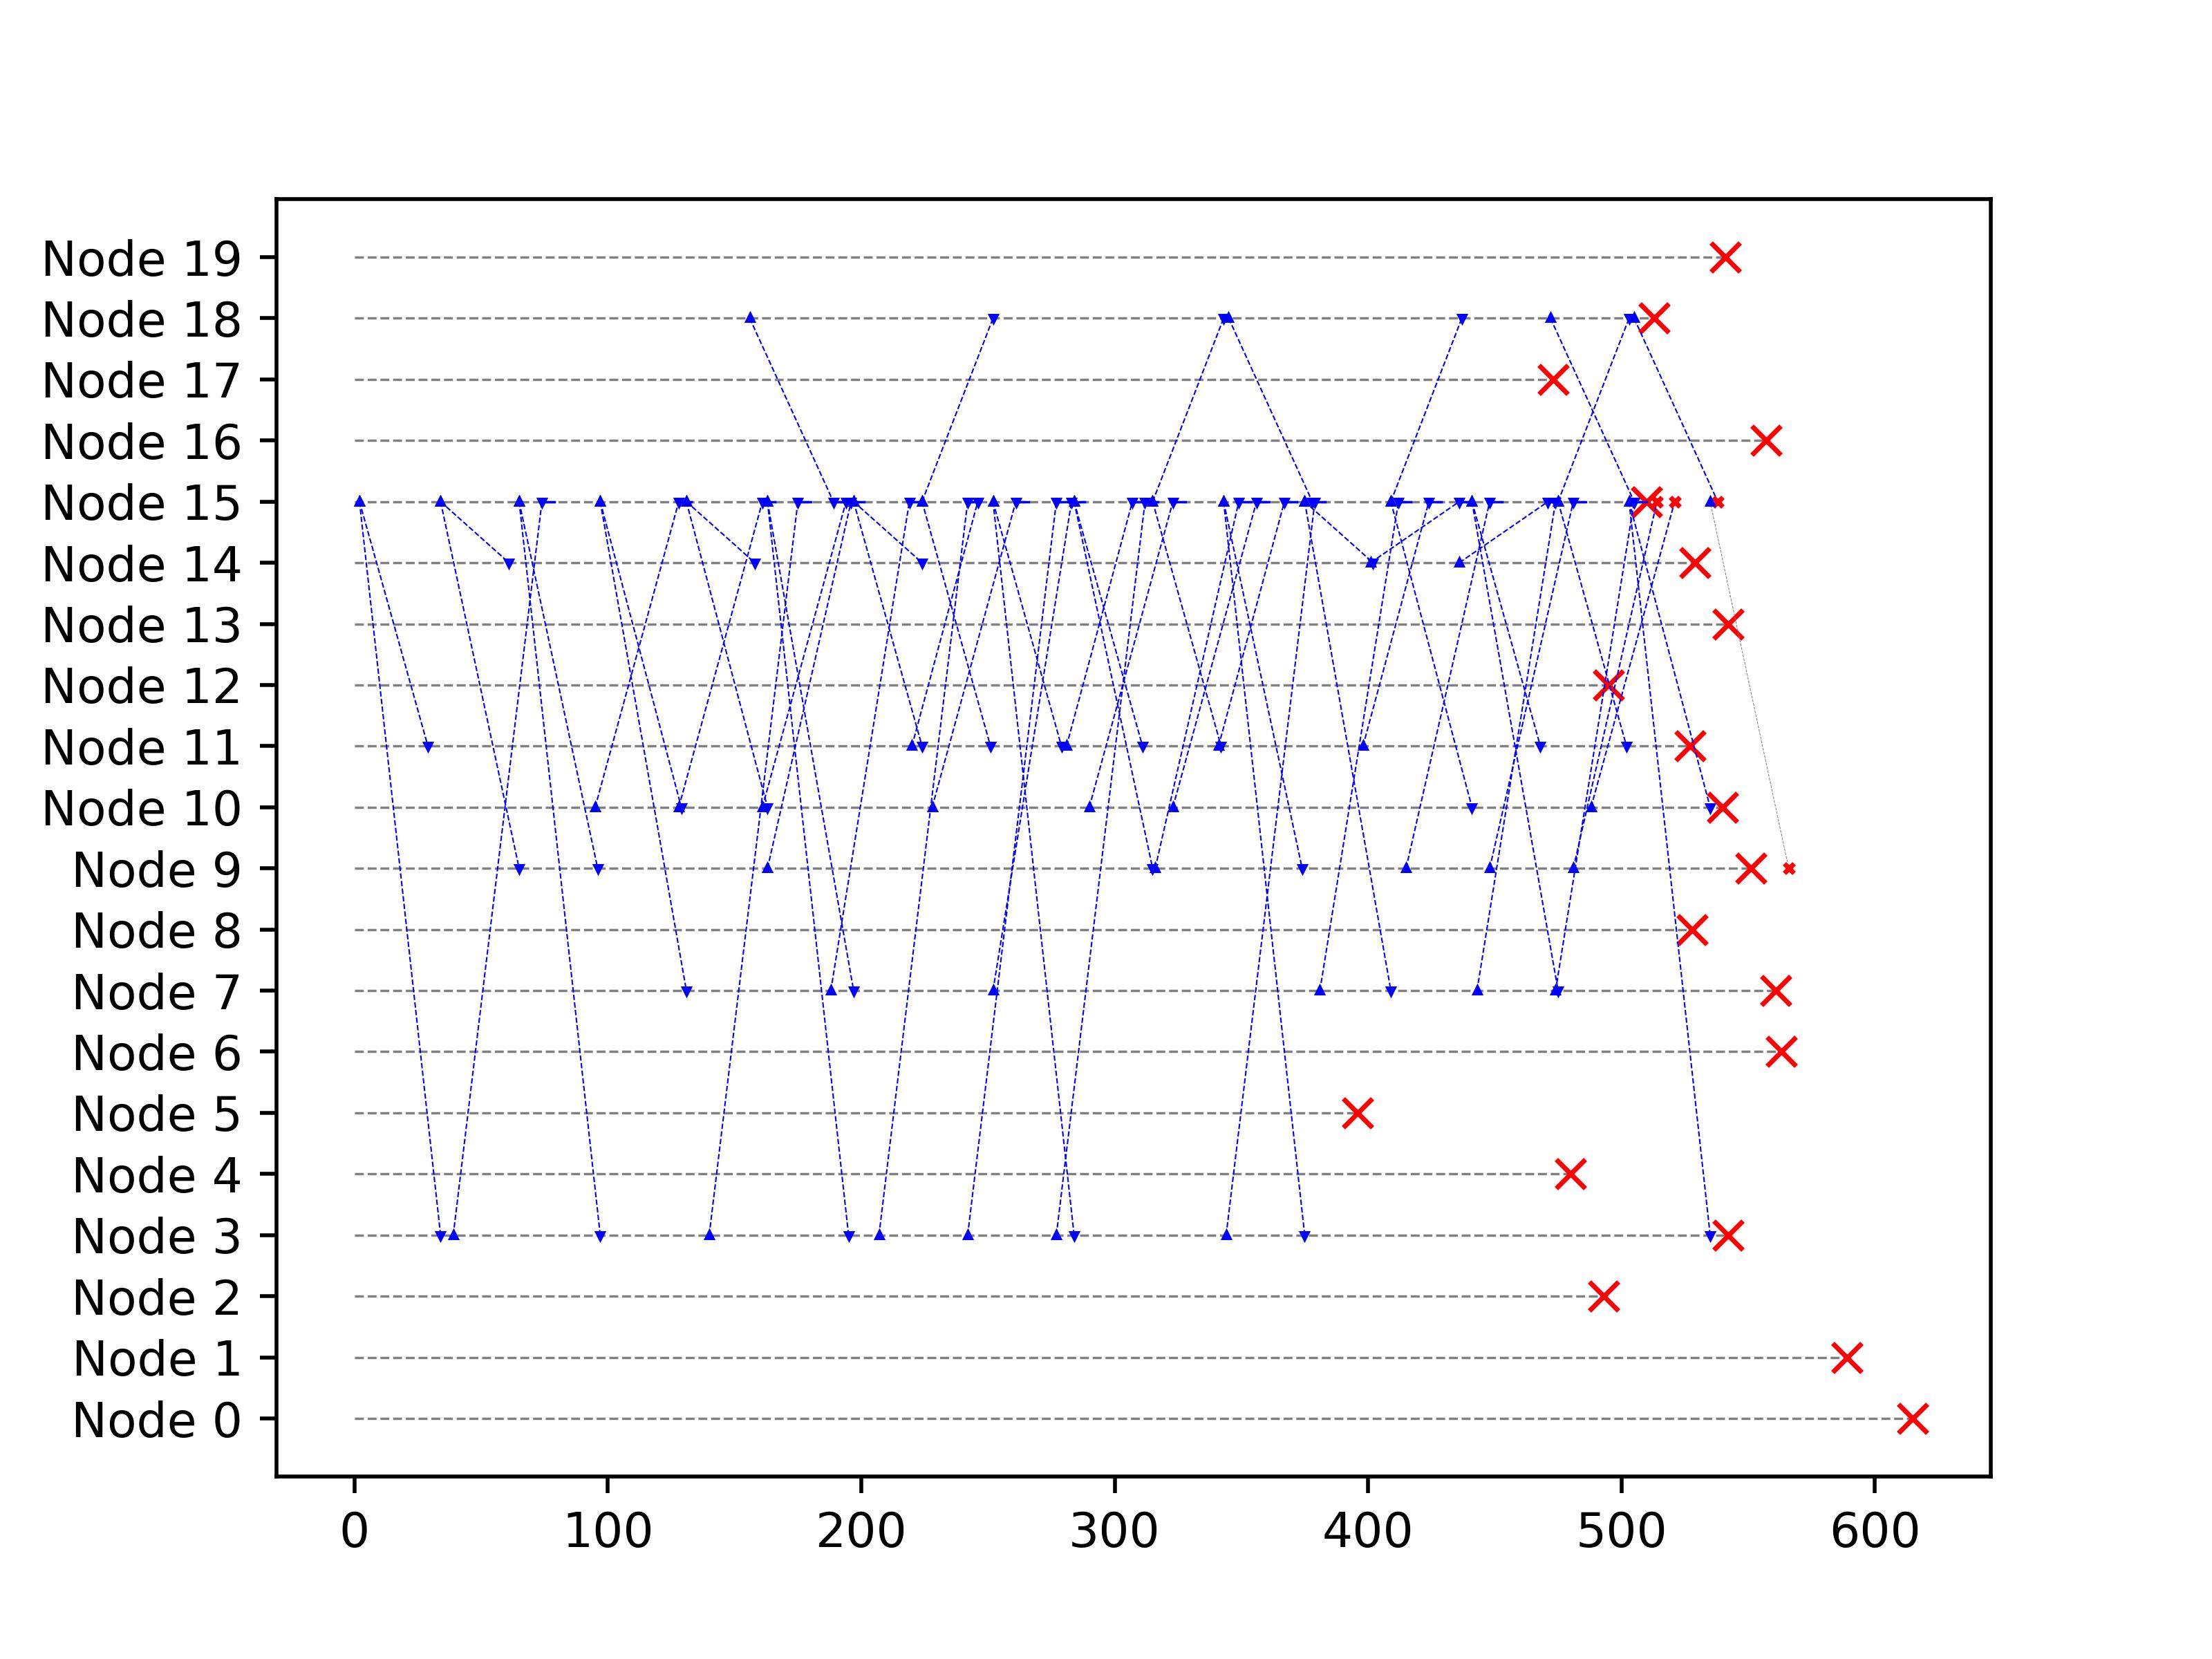 Node 19
Node 18
Node 17
Node 16
Node 15
Node 14
Node 13
Node 12
Node 11
Node 10
Node 9
Node 8
Node 7
Node 6
Node 5
Node 4
Node 3
Node 2
Node 1
Node 0
0 100 200 300 400 500 600